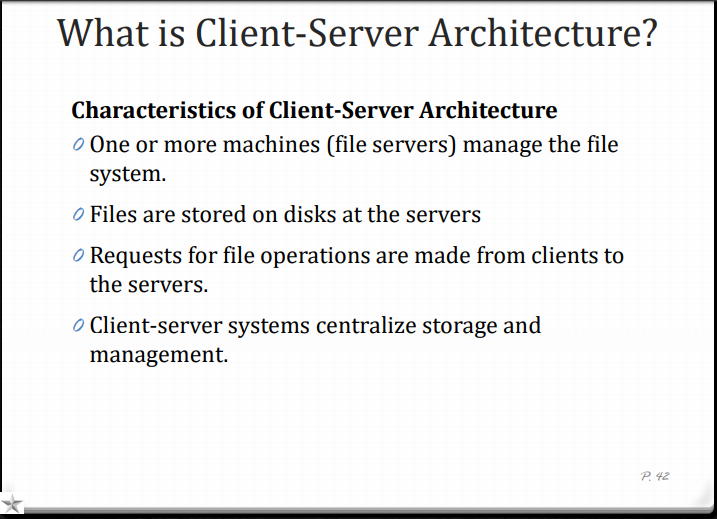 What is Client-Server Architecture?
Characteristics of Client-Server Architecture
One or more machines (file servers) manage the file
system.
Files are stored on disks at the servers
Requests for file operations are made from clients to
the servers.
Client-server systems centralize storage and
management.
P. 42